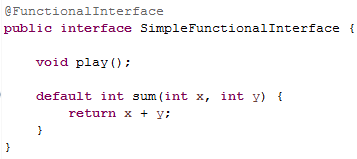 @FunctionalInterface
public interface SimpleFunctionalInterface {
void play();
default int sum(int x, int y) {
return x + y;
}
}